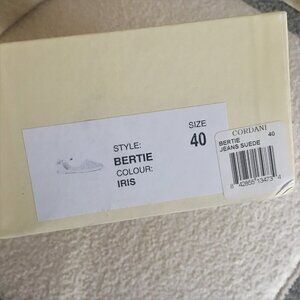 STYLE:
BERTIE
COLOUR:
IRIS
SIZE
40
CORDANI
BERTIE 40
JEANS SUEDE